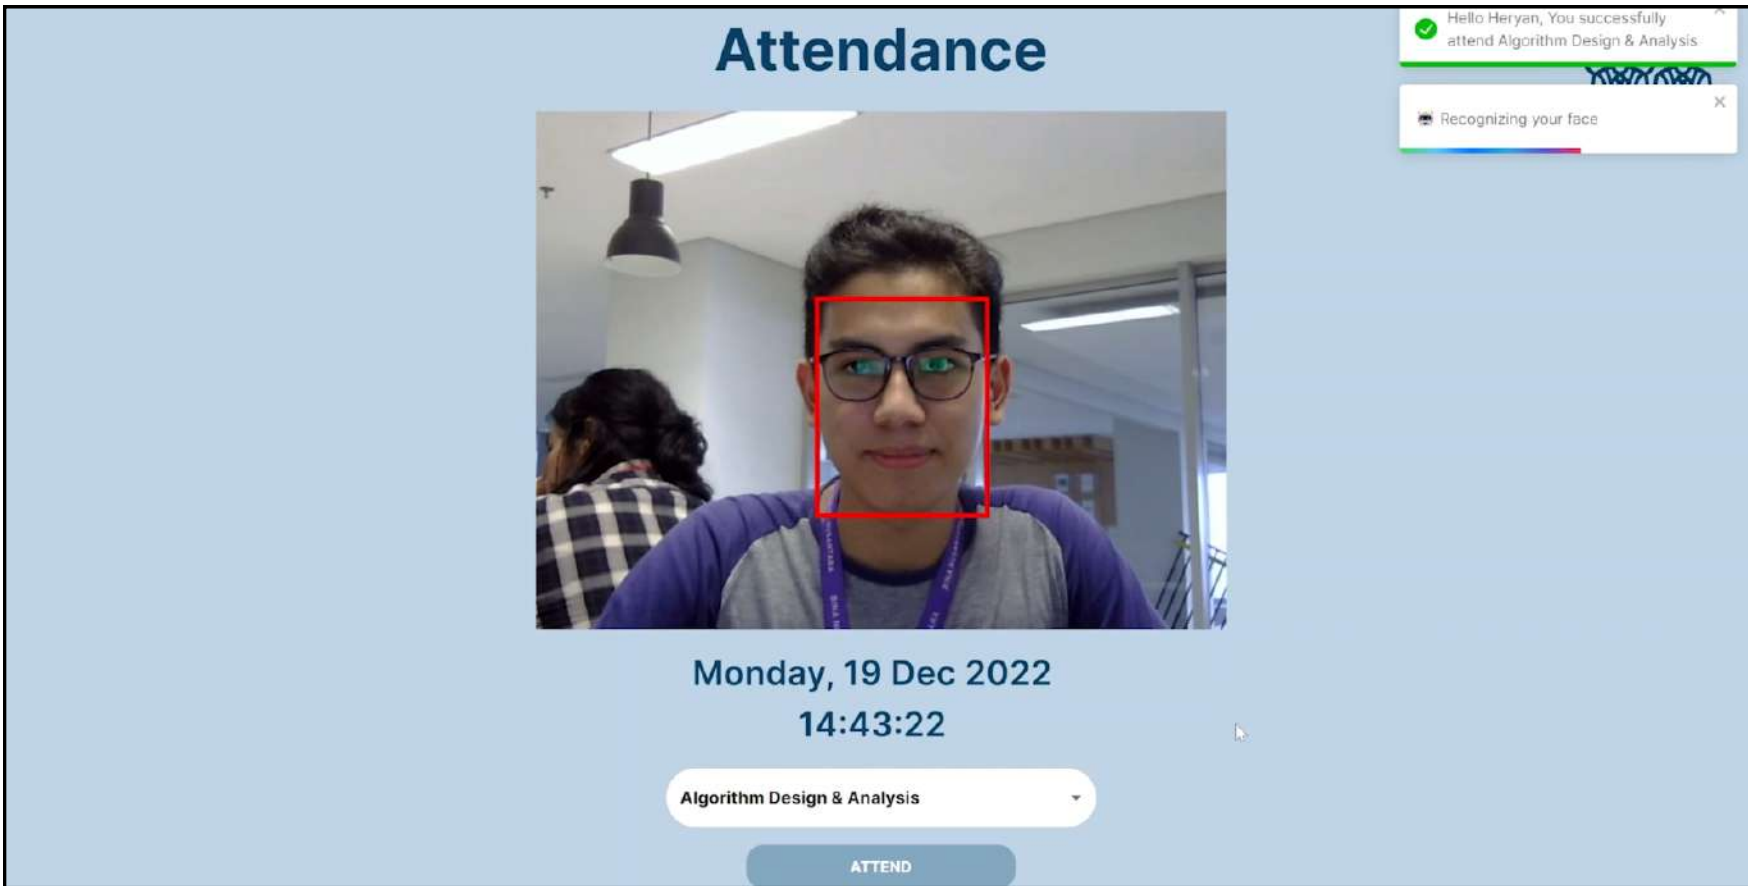 Attendance
Hello Heryan, You successfully
attend Algorithm Design & Analysis
Recognizing your face
Monday, 19 Dec 2022
14:43:22
Algorithm Design & Analysis
ATTEND